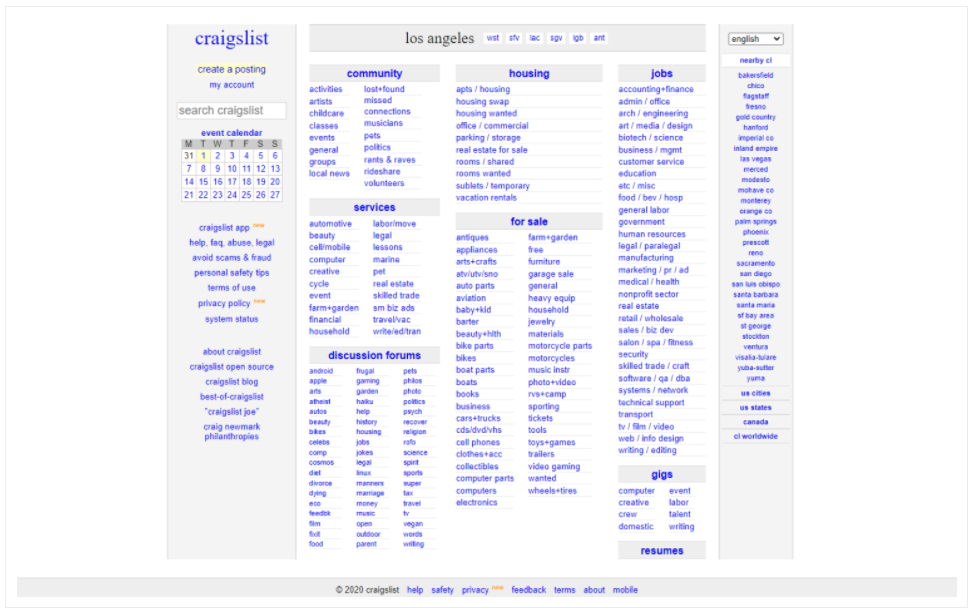 craigslist
create a posting
my account
search craigslist
event calendar
M T W T F S S
31 1 2 3 4 5 6
7 8 9 10 11 12 13
14 15 16 17 18 19 20
21 22 23 24 25 26 27
craigslist app new
help, faq, abuse, legal
avoid scams & fraud
personal safety tips
terms of use
privacy policy new
system status
about craigslist
craigslist open source
craigslist blog
best-of-craigslist
"craigslist joe"
craig newmark
philanthropies
los angeles wst sfv lac sgv lgb ant
community
activities
artists
childcare
classes
events
general
groups
local news
lost+found
missed
connections
musicians
pets
politics
rants & raves
rideshare
volunteers
services
automotive
beauty
cell/mobile
computer
creative
cycle
event
farm+garden
financial
household
labor/move
legal
lessons
marine
pet
real estate
skilled trade
sm biz ads
travel/vac
write/ed/tran
discussion forums
android
apple
arts
atheist
autos
beauty
bikes
celebs
comp
cosmos
diet
divorce
dying
eco
feedbk
film
fixit
food
frugal
gaming
garden
haiku
help
history
housing
jobs
jokes
legal
linux
manners
marriage
money
music
open
outdoor
parent
pets
philos
photo
politics
psych
recover
religion
rofo
science
spirit
sports
super
tax
travel
tv
vegan
words
writing
housing
apts / housing
housing swap
housing wanted
office / commercial
parking / storage
real estate for sale
rooms / shared
rooms wanted
sublets / temporary
vacation rentals
for sale
antiques
appliances
arts+crafts
atv/utv/sno
auto parts
aviation
baby+kid
barter
beauty+hlth
bike parts
bikes
boat parts
boats
books
business
cars+trucks
cds/dvd/vhs
cell phones
clothes+acc
collectibles
computer parts
computers
electronics
farm+garden
free
furniture
garage sale
general
heavy equip
household
jewelry
materials
motorcycle parts
motorcycles
music instr
photo+video
rvs+camp
sporting
tickets
tools
toys+games
trailers
video gaming
wanted
wheels+tires
jobs
accounting+finance
admin / office
arch / engineering
art / media / design
biotech / science
business / mgmt
customer service
education
etc / misc
food / bev / hosp
general labor
government
human resources
legal / paralegal
manufacturing
marketing / pr / ad
medical / health
nonprofit sector
real estate
retail / wholesale
sales / biz dev
salon / spa / fitness
security
skilled trade / craft
software / qa / dba
systems / network
technical support
transport
tv / film / video
web / info design
writing / editing
gigs
computer
creative
crew
domestic
event
labor
talent
writing
resumes
english
nearby cl
bakersfield
chico
flagstaff
fresno
gold country
hanford
imperial co
inland empire
las vegas
merced
modesto
mohave co
monterey
orange co
palm springs
phoenix
prescott
reno
sacramento
san diego
san luis obispo
santa barbara
santa maria
sf bay area
st george
stockton
ventura
visalia-tulare
yuba-sutter
yuma
us cities
us states
canada
cl worldwide
© 2020 craigslist help safety privacy new feedback terms about mobile